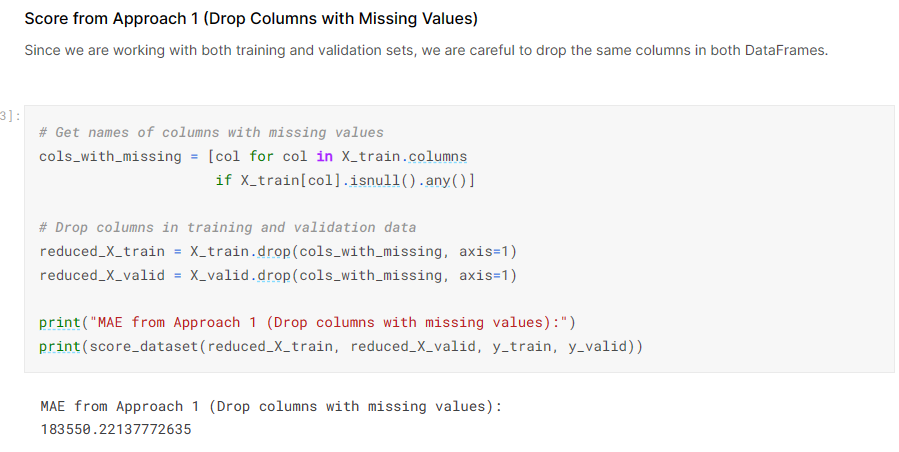 Score from Approach 1 (Drop Columns with Missing Values)
Since we are working with both training and validation sets, we are careful to drop the same columns in both DataFrames.
3]:
# Get names of columns with missing values
cols_with_missing = [col for col in X_train.columns
                     if X_train[col].isnull().any()]
# Drop columns in training and validation data
reduced_X_train = X_train.drop(cols_with_missing, axis=1)
reduced_X_valid = X_valid.drop(cols_with_missing, axis=1)
print("MAE from Approach 1 (Drop columns with missing values):")
print(score_dataset(reduced_X_train, reduced_X_valid, y_train, y_valid))
MAE from Approach 1 (Drop columns with missing values):
183550.22137772635